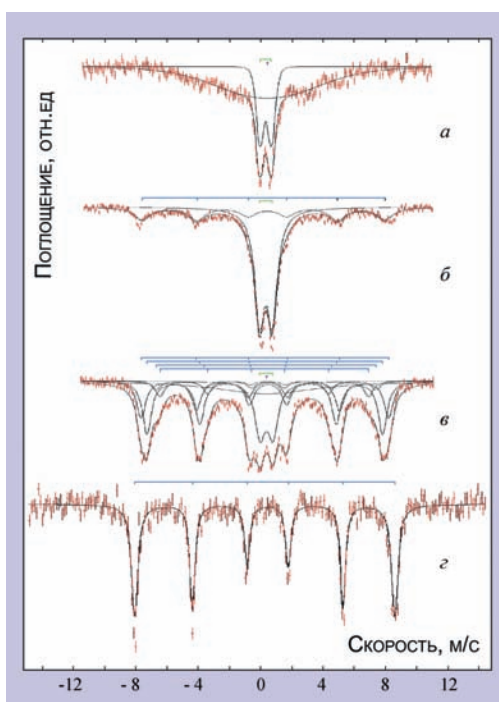 Поглощение, отн.ед
а
б
в
г
Скорость, м/с
-12 - 8 - 4 0 4 8 12